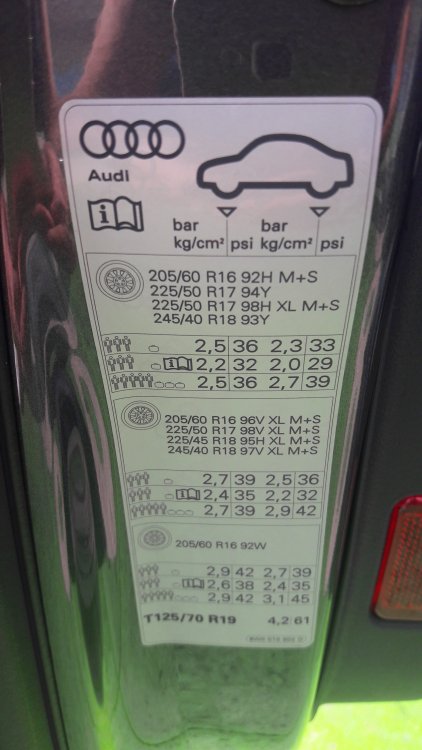 Audi
bar bar
kg/cm² psi kg/cm² psi
205/60 R16 92H M+S
225/50 R17 94Y
225/50 R17 98H XL M+S
245/40 R18 93Y
2,5 36 2,3 33
2,2 32 2,0 29
2,5 36 2,7 39
205/60 R16 96V XL M+S
225/50 R17 98V XL M+S
225/45 R18 95H XL M+S
245/40 R18 97V XL M+S
2,7 39 2,5 36
2,4 35 2,2 32
2,7 39 2,9 42
205/60 R16 92W
2,9 42 2,7 39
2,6 38 2,4 35
2,9 42 3,1 45
T125/70 R19 4,2 61